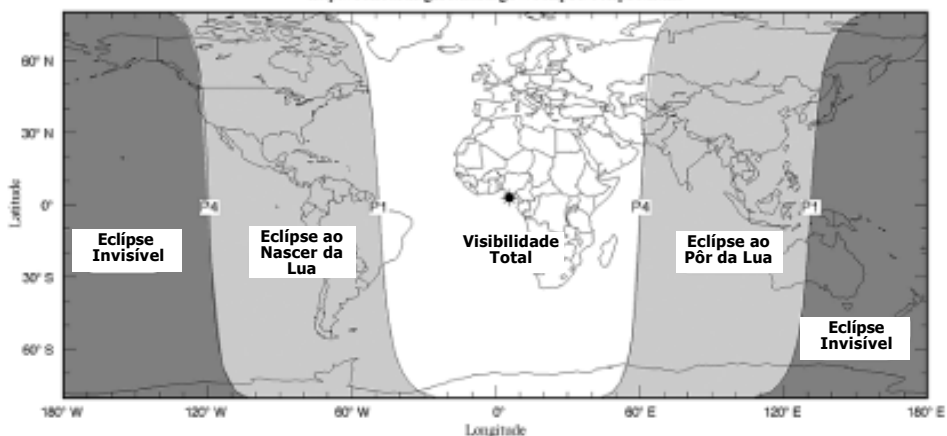 60° N
30° N
0°
30° S
60° S
Latitude
P4
P1
P4
P1
Eclípse
Invisível
Eclípse ao
Nascer da
Lua
Visibilidade
Total
Eclípse ao
Pôr da Lua
Eclípse
Invisível
180° W
120° W
60° W
0°
60° E
120° E
180° E
Longitude